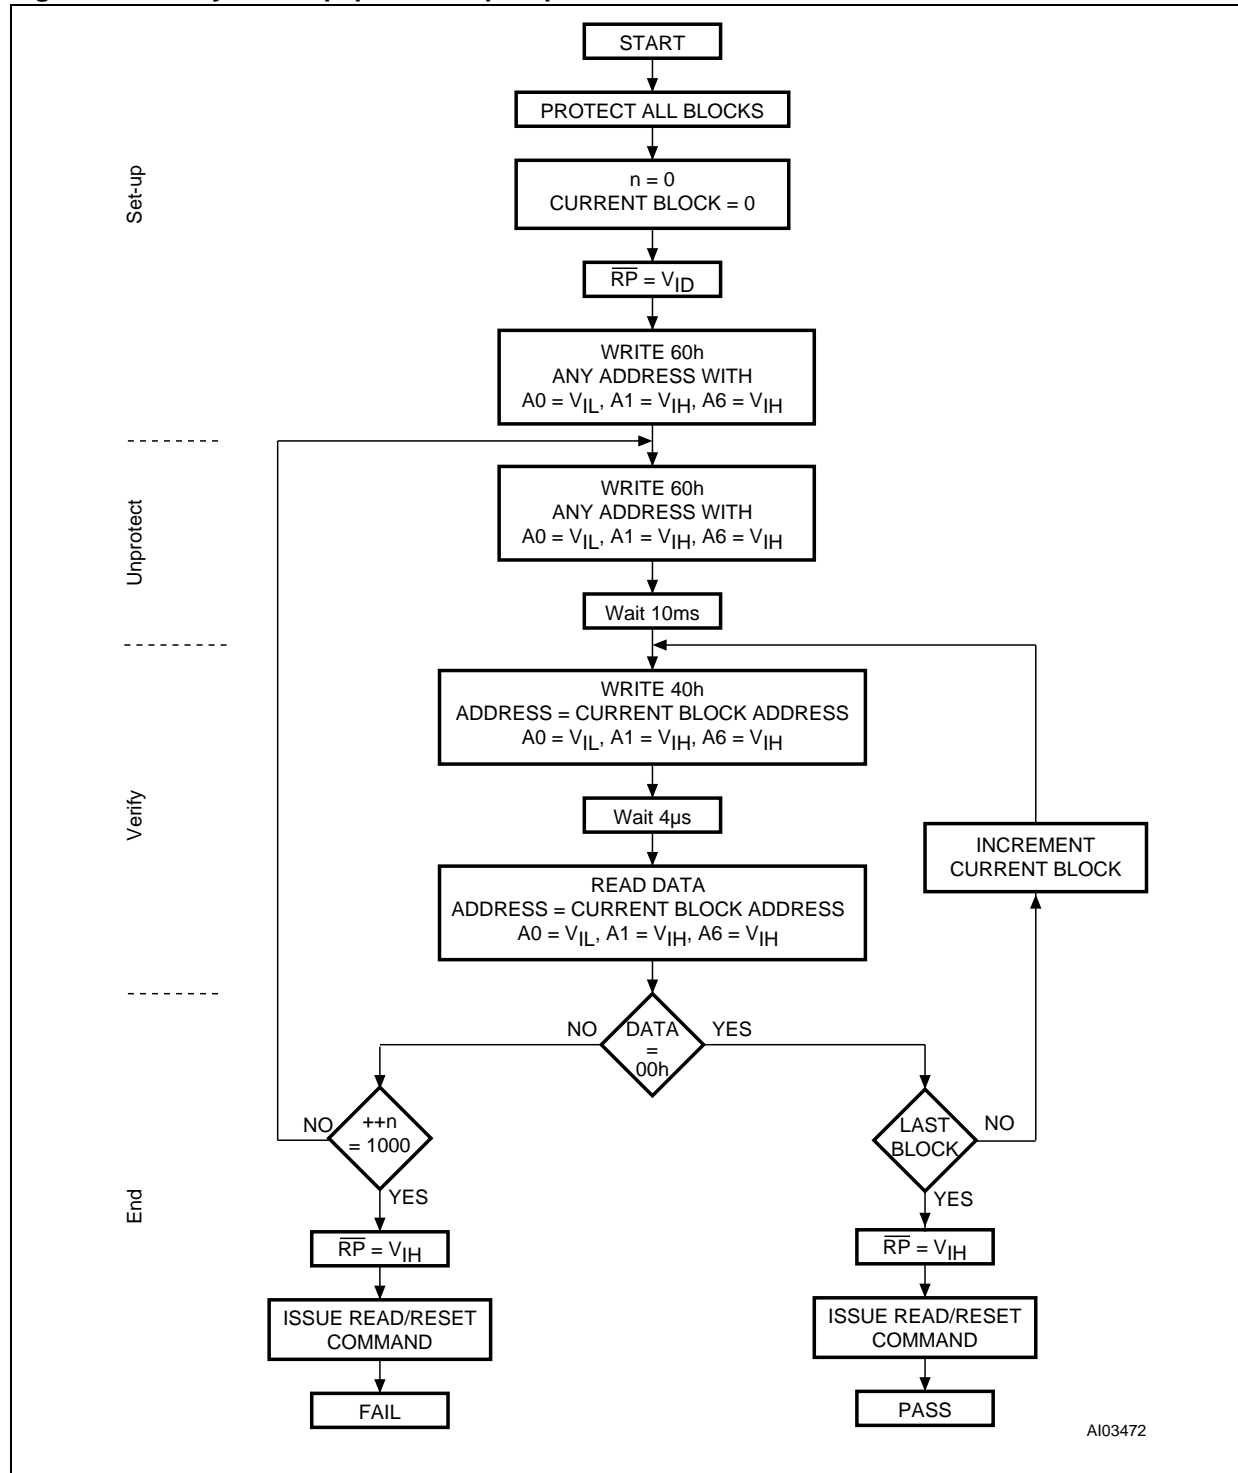 START
PROTECT ALL BLOCKS
Set-up
n = 0
CURRENT BLOCK = 0
RP = VID
WRITE 60h
ANY ADDRESS WITH
A0 = VIL, A1 = VIH, A6 = VIH
Unprotect
WRITE 60h
ANY ADDRESS WITH
A0 = VIL, A1 = VIH, A6 = VIH
Wait 10ms
Verify
WRITE 40h
ADDRESS = CURRENT BLOCK ADDRESS
A0 = VIL, A1 = VIH, A6 = VIH
Wait 4µs
INCREMENT
CURRENT BLOCK
READ DATA
ADDRESS = CURRENT BLOCK ADDRESS
A0 = VIL, A1 = VIH, A6 = VIH
End
NO
DATA
=
00h
YES
NO
++n
= 1000
YES
LAST
BLOCK
NO
YES
RP = VIH
ISSUE READ/RESET
COMMAND
FAIL
RP = VIH
ISSUE READ/RESET
COMMAND
PASS
AI03472